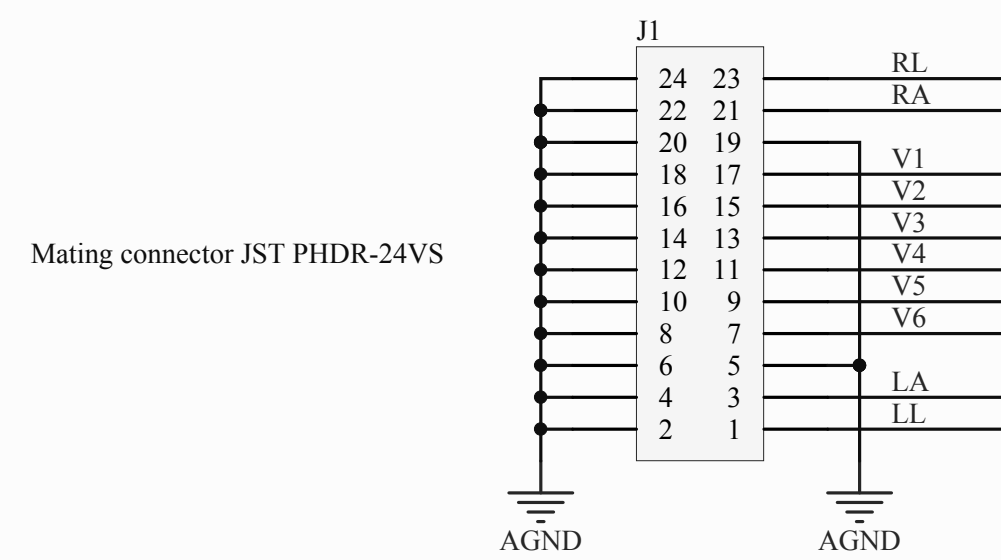 J1
24 23 RL
22 21 RA
20 19
18 17 V1
16 15 V2
14 13 V3
Mating connector JST PHDR-24VS
12 11 V4
10 9 V5
8 7 V6
6 5
4 3 LA
2 1 LL
AGND AGND